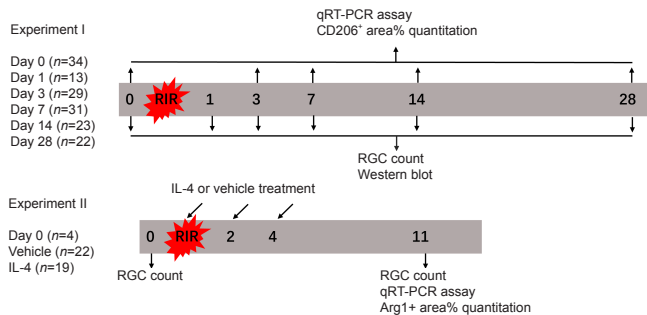 qRT-PCR assay
CD206⁺ area% quantitation
Experiment I
Day 0 (n=34)
Day 1 (n=13)
Day 3 (n=29)
Day 7 (n=31)
Day 14 (n=23)
Day 28 (n=22)
0 RIR 1 3 7 14 28
RGC count
Western blot
IL-4 or vehicle treatment
Experiment II
Day 0 (n=4)
Vehicle (n=22)
IL-4 (n=19)
0 RIR 2 4 11
RGC count
RGC count
qRT-PCR assay
Arg1+ area% quantitation